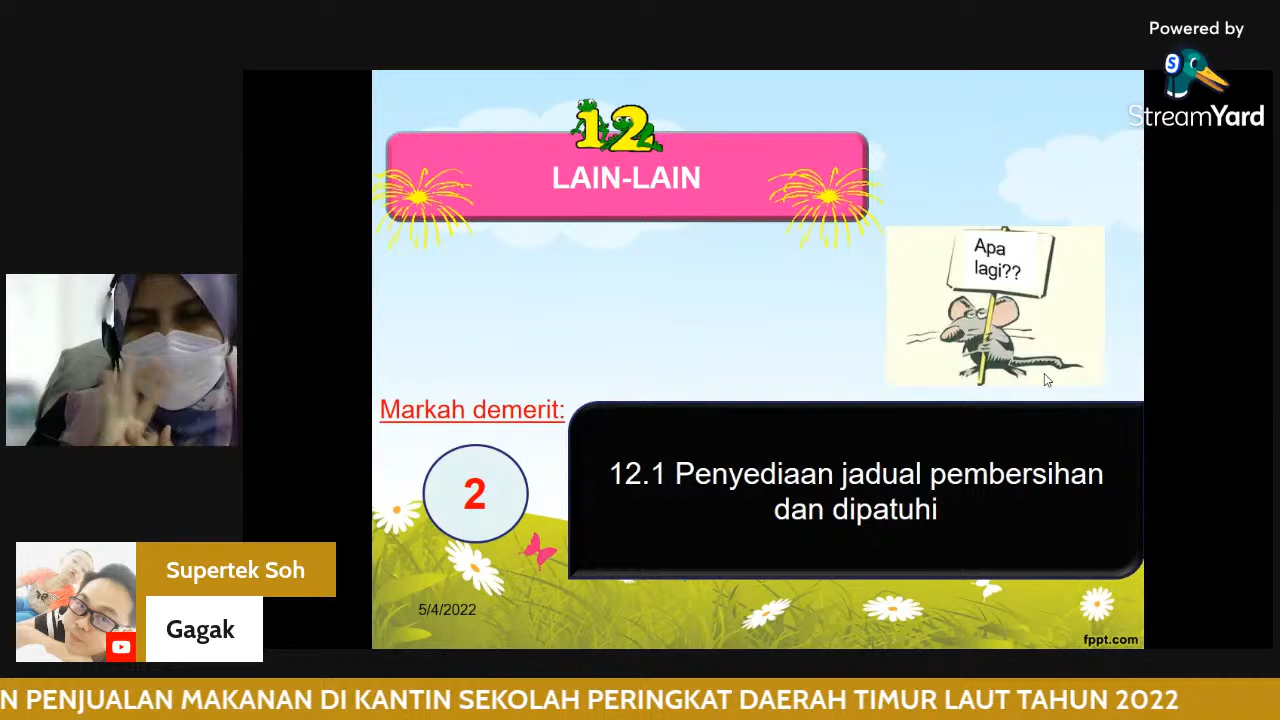 Powered by
StreamYard
12
LAIN-LAIN
Apa
lagi??
Markah demerit:
2
12.1 Penyediaan jadual pembersihan
dan dipatuhi
5/4/2022
fppt.com
Supertek Soh
Gagak
N PENJUALAN MAKANAN DI KANTIN SEKOLAH PERINGKAT DAERAH TIMUR LAUT TAHUN 2022